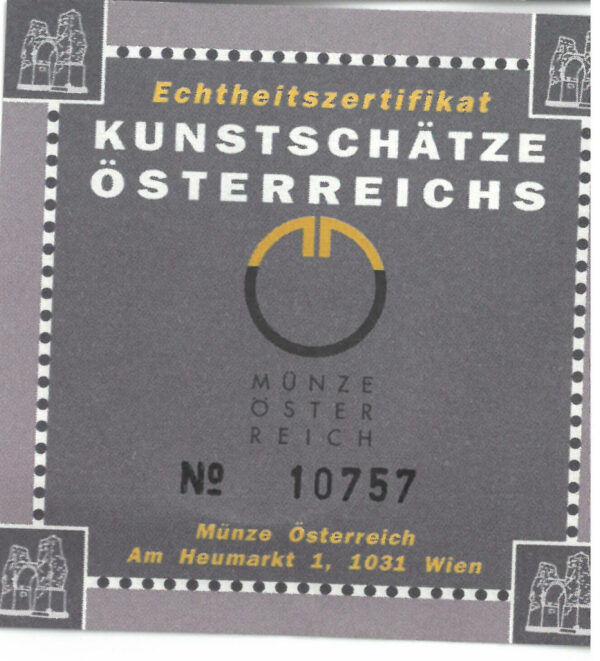 Echtheitszertifikat
KUNSTSCHÄTZE
ÖSTERREICHS
MÜNZE
ÖSTER
REICH
Nº 10757
Münze Österreich
Am Heumarkt 1, 1031 Wien